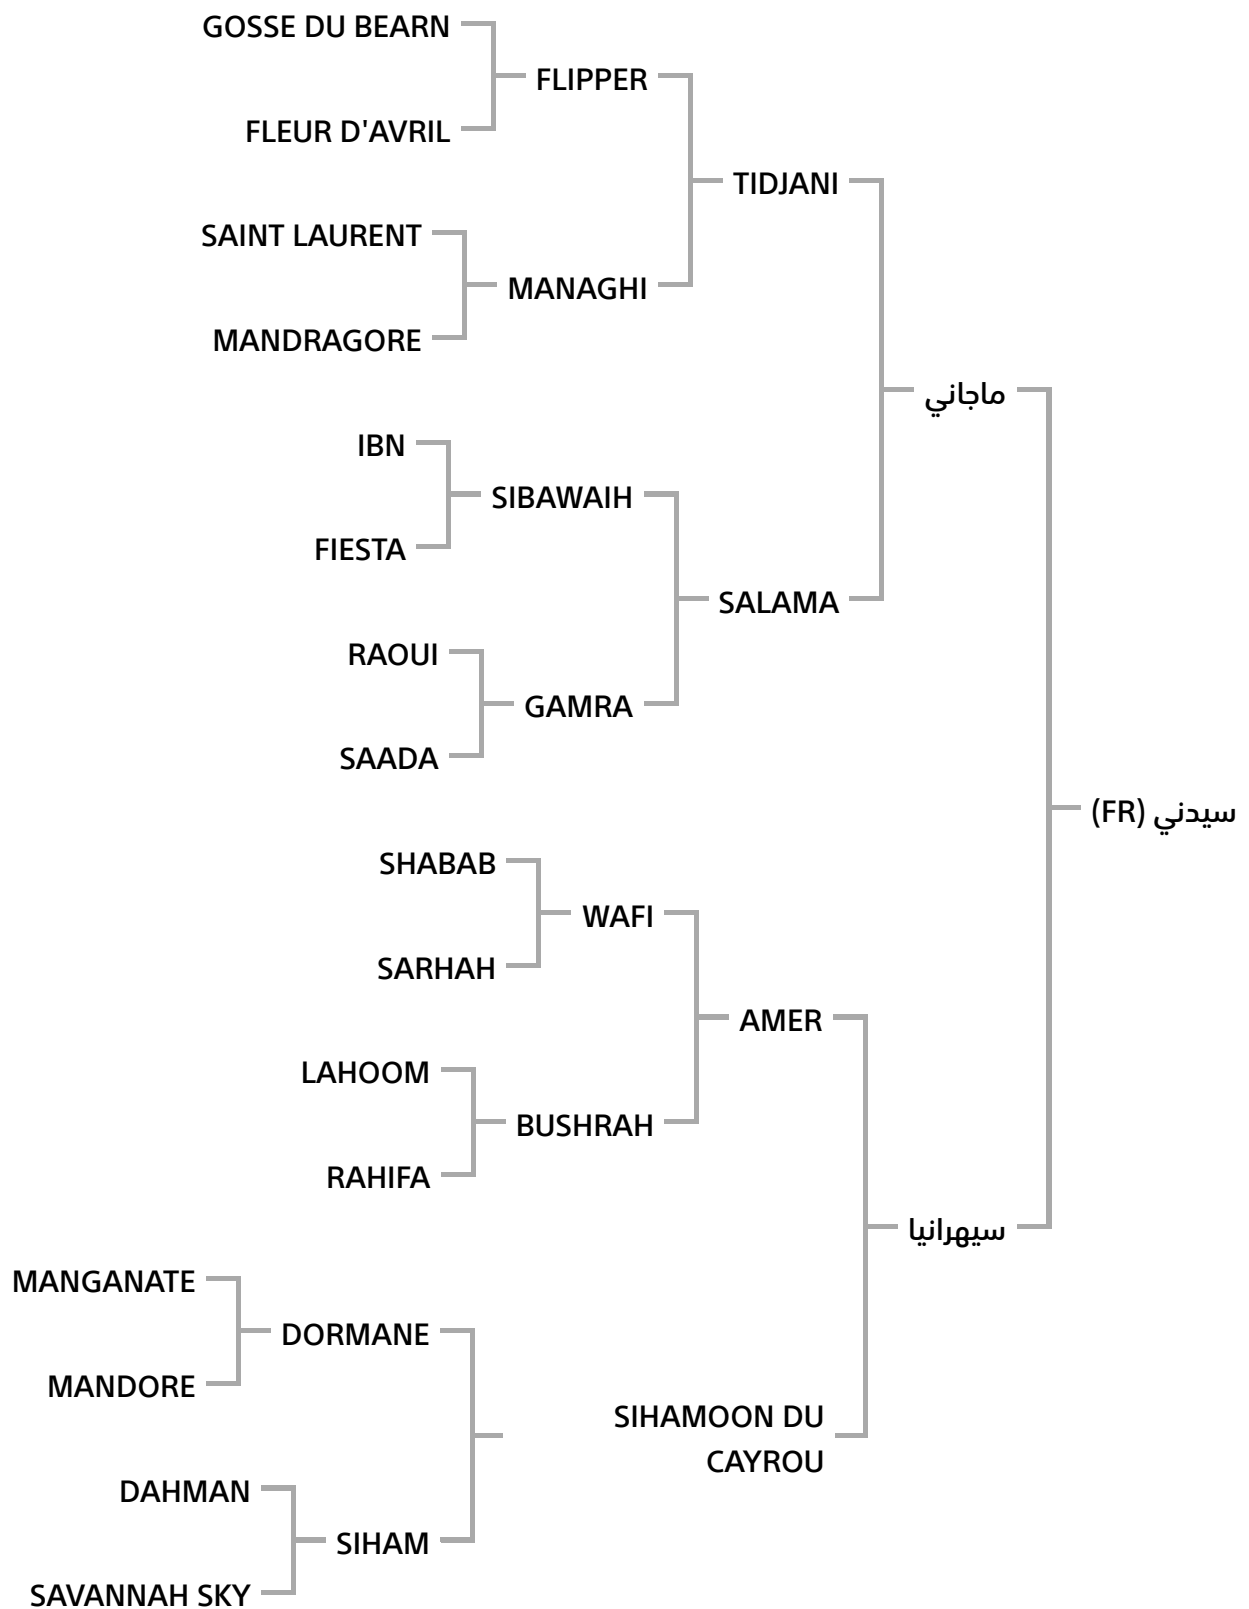 GOSSE DU BEARN
FLIPPER
FLEUR D'AVRIL
TIDJANI
SAINT LAURENT
MANAGHI
MANDRAGORE
ماجاني
IBN
SIBAWAIH
FIESTA
SALAMA
RAOUI
GAMRA
SAADA
سيدني (FR)
SHABAB
WAFI
SARHAH
AMER
LAHOOM
BUSHRAH
RAHIFA
سيهرانيا
MANGANATE
DORMANE
MANDORE
SIHAMOON DU
CAYROU
DAHMAN
SIHAM
SAVANNAH SKY